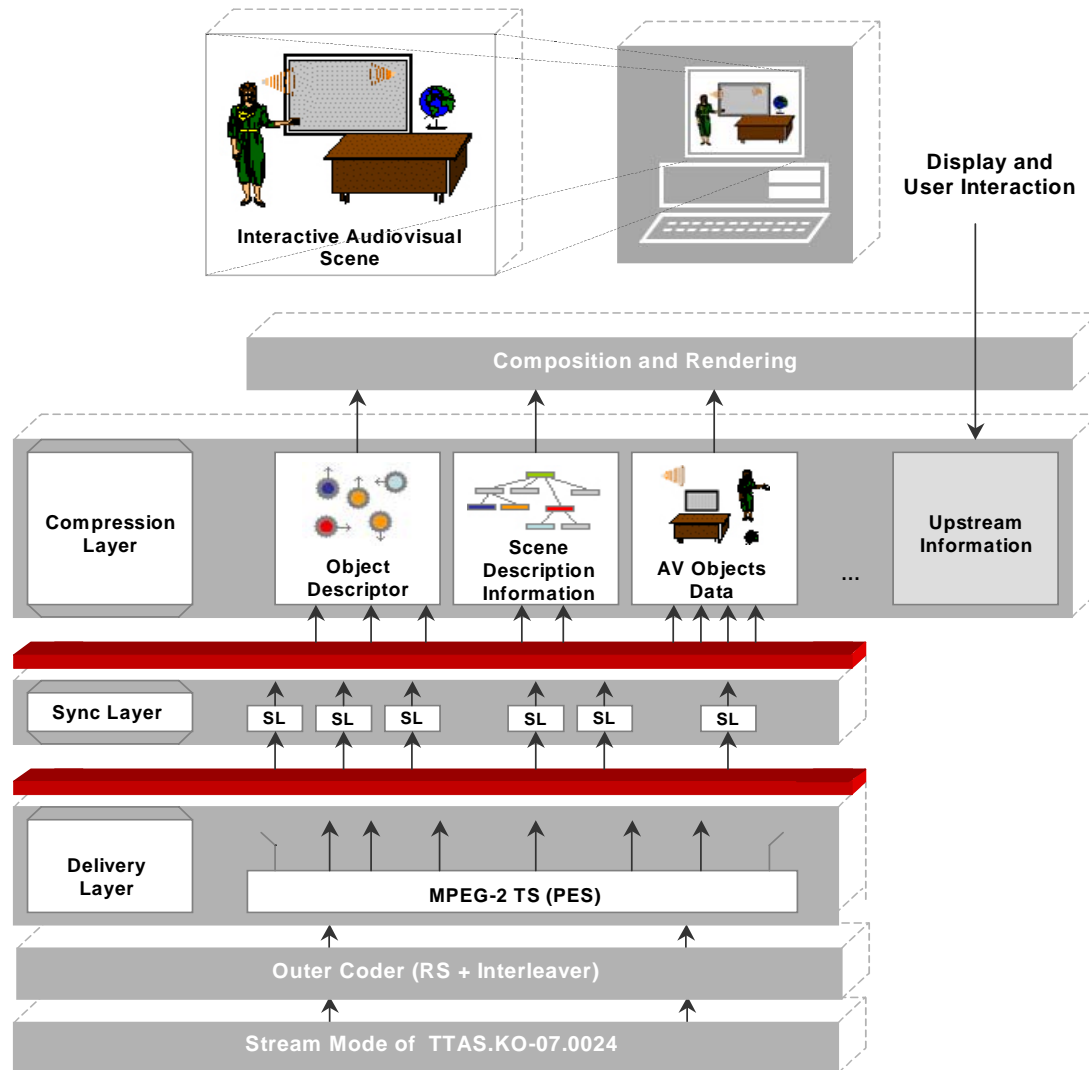 Interactive Audiovisual
Scene
Display and
User Interaction
Composition and Rendering
Compression
Layer
Object
Descriptor
Scene
Description
Information
AV Objects
Data
...
Upstream
Information
Sync Layer
SL
SL
SL
SL
SL
SL
Delivery
Layer
MPEG-2 TS (PES)
Outer Coder (RS + Interleaver)
Stream Mode of TTAS.KO-07.0024